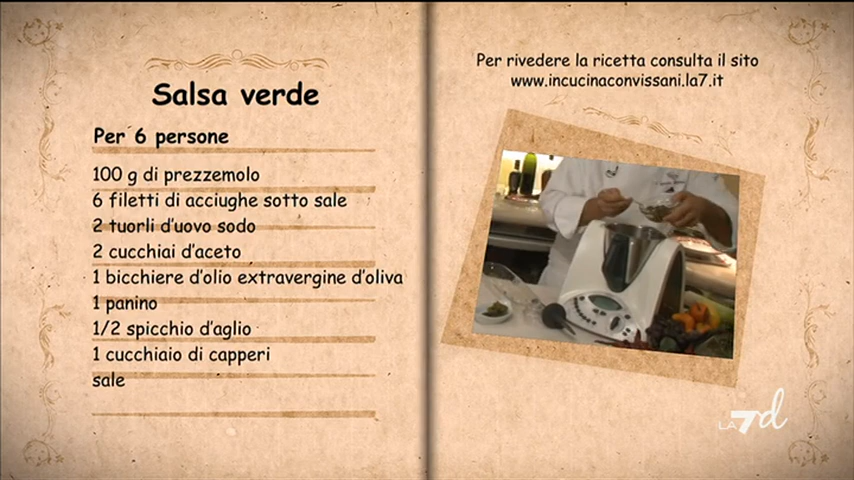 Salsa verde
Per 6 persone
100 g di prezzemolo
6 filetti di acciughe sotto sale
2 tuorli d'uovo sodo
2 cucchiai d'aceto
1 bicchiere d'olio extravergine d'oliva
1 panino
1/2 spicchio d'aglio
1 cucchiaio di capperi
sale
Per rivedere la ricetta consulta il sito
www.incucinaconvissani.la7.it
LA7d